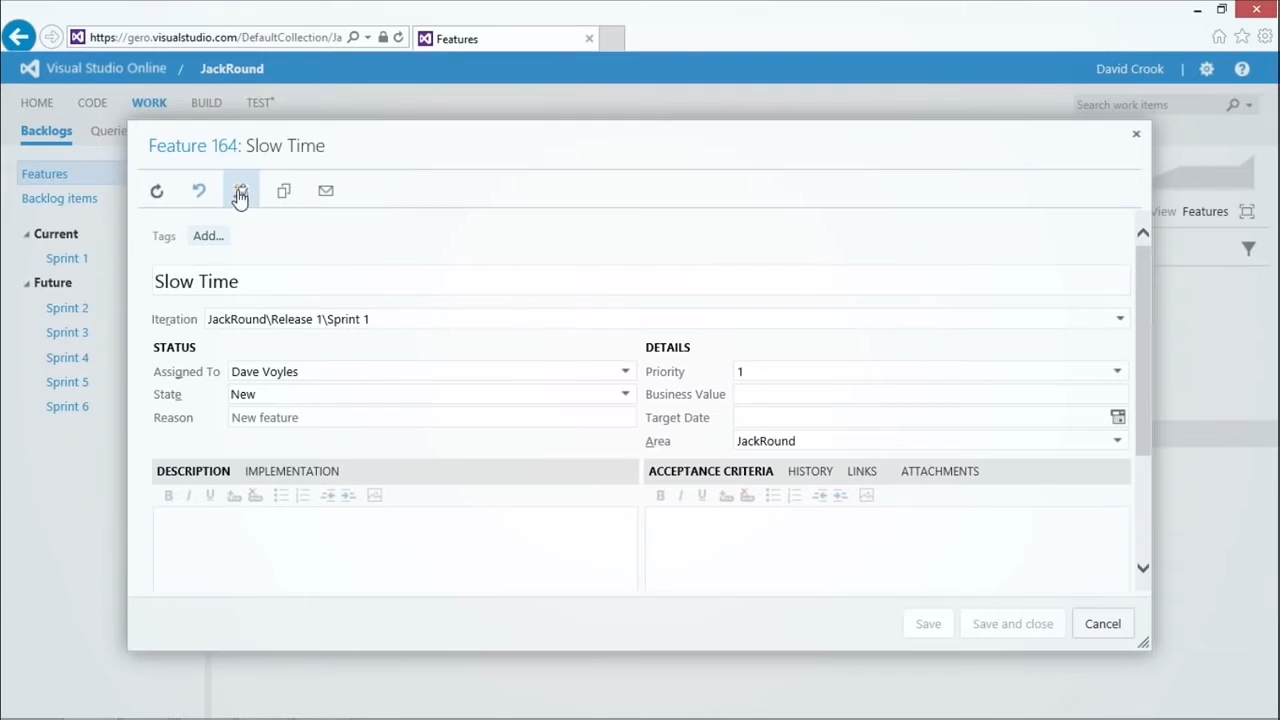 https://gero.visualstudio.com/DefaultCollection/Ja
Features
Visual Studio Online / JackRound
David Crook
HOME CODE WORK BUILD TEST*
Search work items
Backlogs Querie
Feature 164: Slow Time
Features
Backlog items
View Features
Tags Add...
Current
Sprint 1
Future
Sprint 2
Sprint 3
Sprint 4
Sprint 5
Sprint 6
Slow Time
Iteration JackRound\Release 1\Sprint 1
STATUS
Assigned To Dave Voyles
State New
Reason New feature
DETAILS
Priority 1
Business Value
Target Date
Area JackRound
DESCRIPTION IMPLEMENTATION
B I U
ACCEPTANCE CRITERIA HISTORY LINKS ATTACHMENTS
B I U
Save Save and close Cancel